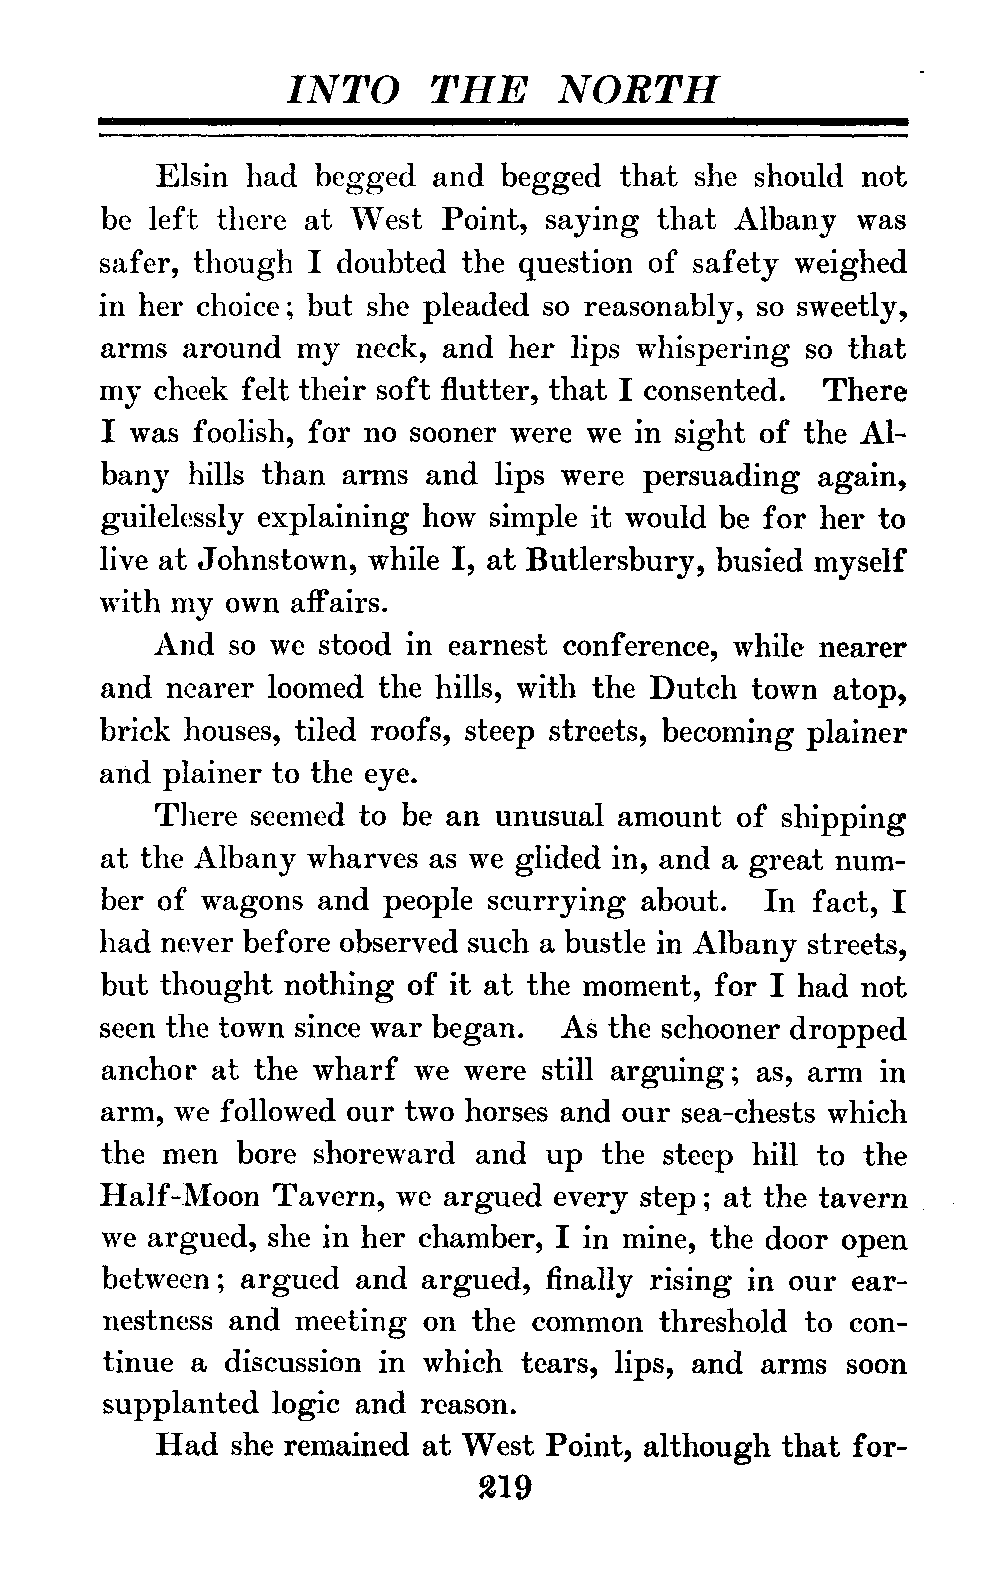 INTO THE NORTH
Elsin had begged and begged that she should not
be left there at West Point, saying that Albany was
safer, though I doubted the question of safety weighed
in her choice; but she pleaded so reasonably, so sweetly,
arms around my neck, and her lips whispering so that
my cheek felt their soft flutter, that I consented. There
I was foolish, for no sooner were we in sight of the Al-
bany hills than arms and lips were persuading again,
guilelessly explaining how simple it would be for her to
live at Johnstown, while I, at Butlersbury, busied myself
with my own affairs.
And so we stood in earnest conference, while nearer
and nearer loomed the hills, with the Dutch town atop,
brick houses, tiled roofs, steep streets, becoming plainer
and plainer to the eye.
There seemed to be an unusual amount of shipping
at the Albany wharves as we glided in, and a great num-
ber of wagons and people scurrying about. In fact, I
had never before observed such a bustle in Albany streets,
but thought nothing of it at the moment, for I had not
seen the town since war began. As the schooner dropped
anchor at the wharf we were still arguing; as, arm in
arm, we followed our two horses and our sea-chests which
the men bore shoreward and up the steep hill to the
Half-Moon Tavern, we argued every step; at the tavern
we argued, she in her chamber, I in mine, the door open
between; argued and argued, finally rising in our ear-
nestness and meeting on the common threshold to con-
tinue a discussion in which tears, lips, and arms soon
supplanted logic and reason.
Had she remained at West Point, although that for-
219